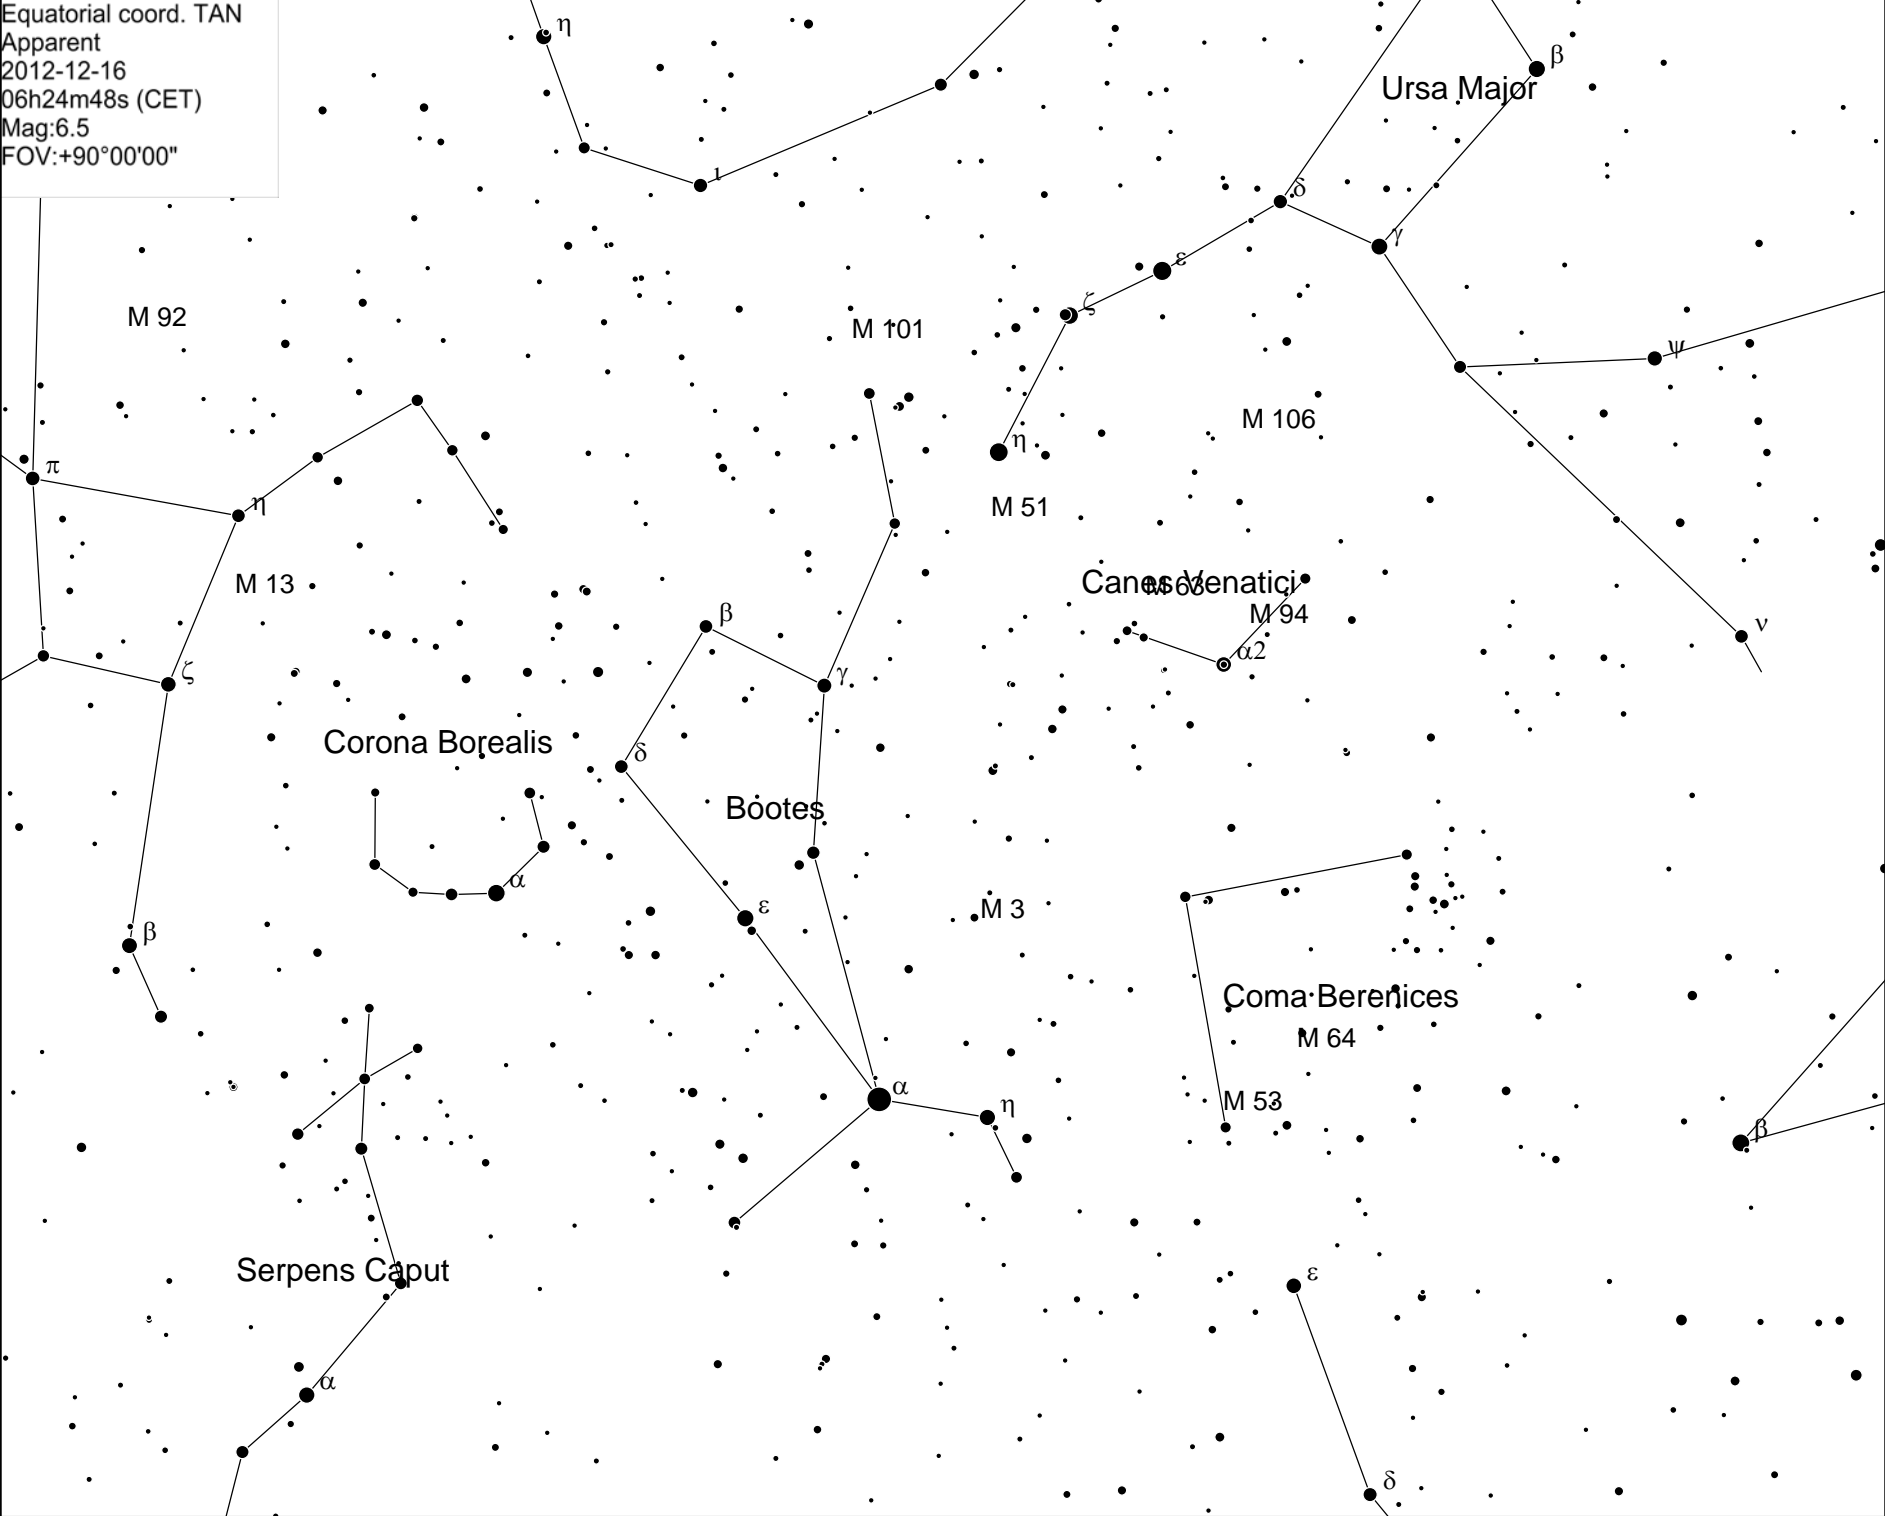 Equatorial coord. TAN
Apparent
2012-12-16
06h24m48s (CET)
Mag:6.5
FOV:+90°00'00"
η
β
Ursa Major
ι
δ
γ
ε
ζ
M 92
M 101
ψ
M 106
η
π
η
M 51
M 13
Canes Venatici
M 63
M 94
β
ν
α2
ζ
γ
Corona Borealis
δ
Bootes
α
ε
M 3
β
Coma Berenices
M 64
α
M 53
η
β
Serpens Caput
ε
α
δ